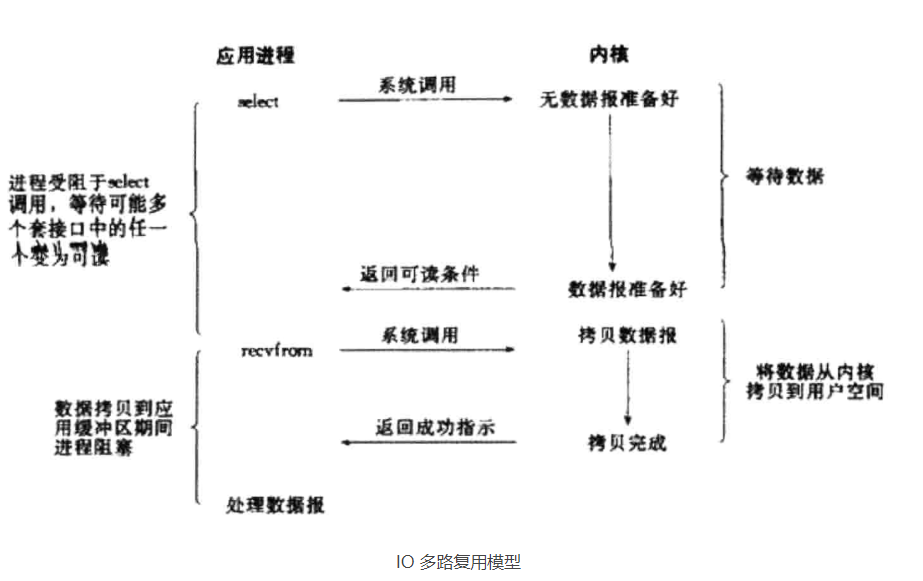 应用进程
内核
select
系统调用
无数据报准备好
进程受阻于select
调用，等待可能多
个套接口中的任一
个变为可读
等待数据
返回可读条件
数据报准备好
recvfrom
系统调用
拷贝数据报
将数据从内核
拷贝到用户空间
数据拷贝到应
用缓冲区期间
进程阻塞
返回成功指示
拷贝完成
处理数据报
IO 多路复用模型